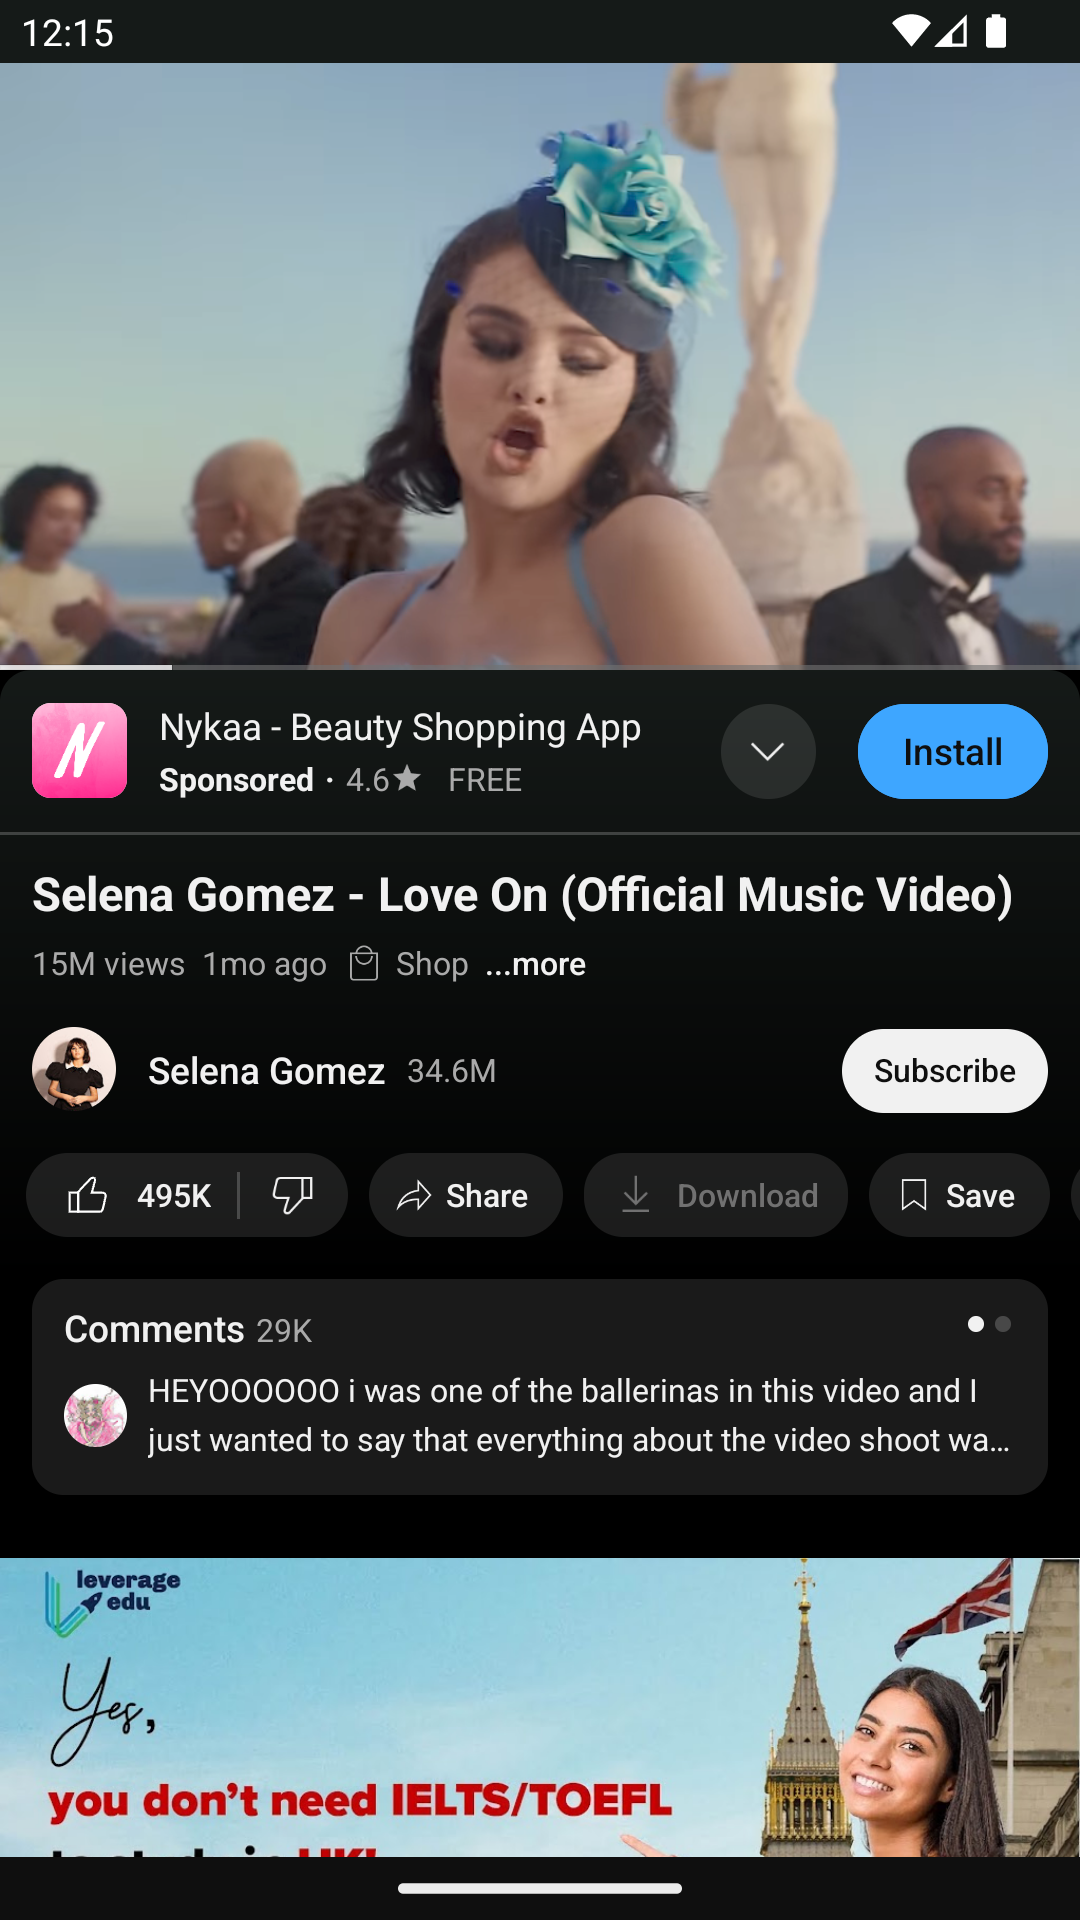 12:15
Nykaa - Beauty Shopping App
Sponsored · 4.6★ FREE
Install
Selena Gomez - Love On (Official Music Video)
15M views 1mo ago Shop ...more
Selena Gomez 34.6M
Subscribe
495K
Share
Download
Save
Comments 29K
HEYOOOOOO i was one of the ballerinas in this video and I
just wanted to say that everything about the video shoot wa...
leverage
edu
Yes,
you don't need IELTS/TOEFL